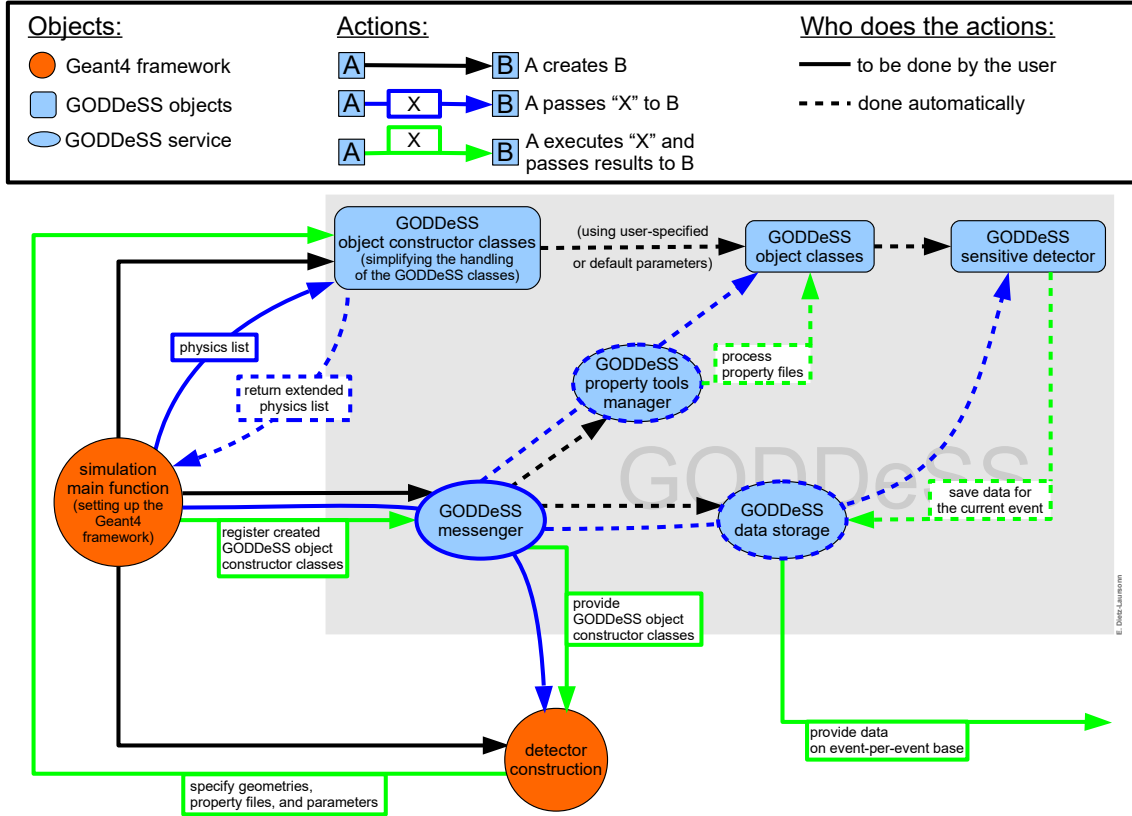 Objects:
Geant4 framework
GODDeSS objects
GODDeSS service
Actions:
A
B
A creates B
A
X
B
A passes “X” to B
A
X
B
A executes “X” and
passes results to B
Who does the actions:
to be done by the user
done automatically
GODDeSS
object constructor classes
(simplifying the handling
of the GODDeSS classes)
(using user-specified
or default parameters)
GODDeSS
object classes
GODDeSS
sensitive detector
physics list
return extended
physics list
GODDeSS
property tools
manager
process
property files
GODDeSS
simulation
main function
(setting up the
Geant4
framework)
register created
GODDeSS object
constructor classes
GODDeSS
messenger
GODDeSS
data storage
save data for
the current event
provide
GODDeSS object
constructor classes
E. Dietz-Laursonn
detector
construction
provide data
on event-per-event base
specify geometries,
property files, and parameters